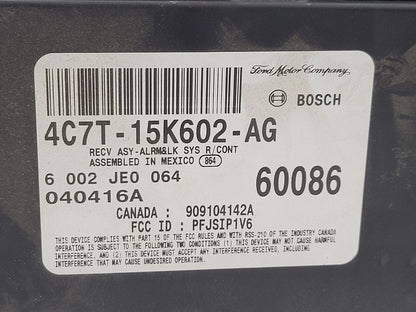 Ford Motor Company,
BOSCH
4C7T-15K602-AG
RECV ASY-ALRM&LK SYS R/CONT
ASSEMBLED IN MEXICO 864
6 002 JE0 064
60086
040416A
CANADA : 909104142A
FCC ID : PFJSIP1V6
THIS DEVICE COMPLIES WITH PART 15 OF THE FCC RULES AND WITH RSS-210 OF INDUSTRY CANADA.
OPERATION IS SUBJECT TO THE FOLLOWING TWO CONDITIONS (1) THIS DEVICE MAY NOT CAUSE HARMFUL
INTERFERENCE, AND (2) THIS DEVICE MUST ACCEPT ANY INTERFERENCE RECEIVED, INCLUDING
INTERFERENCE THAT MAY CAUSE UNDESIRED OPERATION.